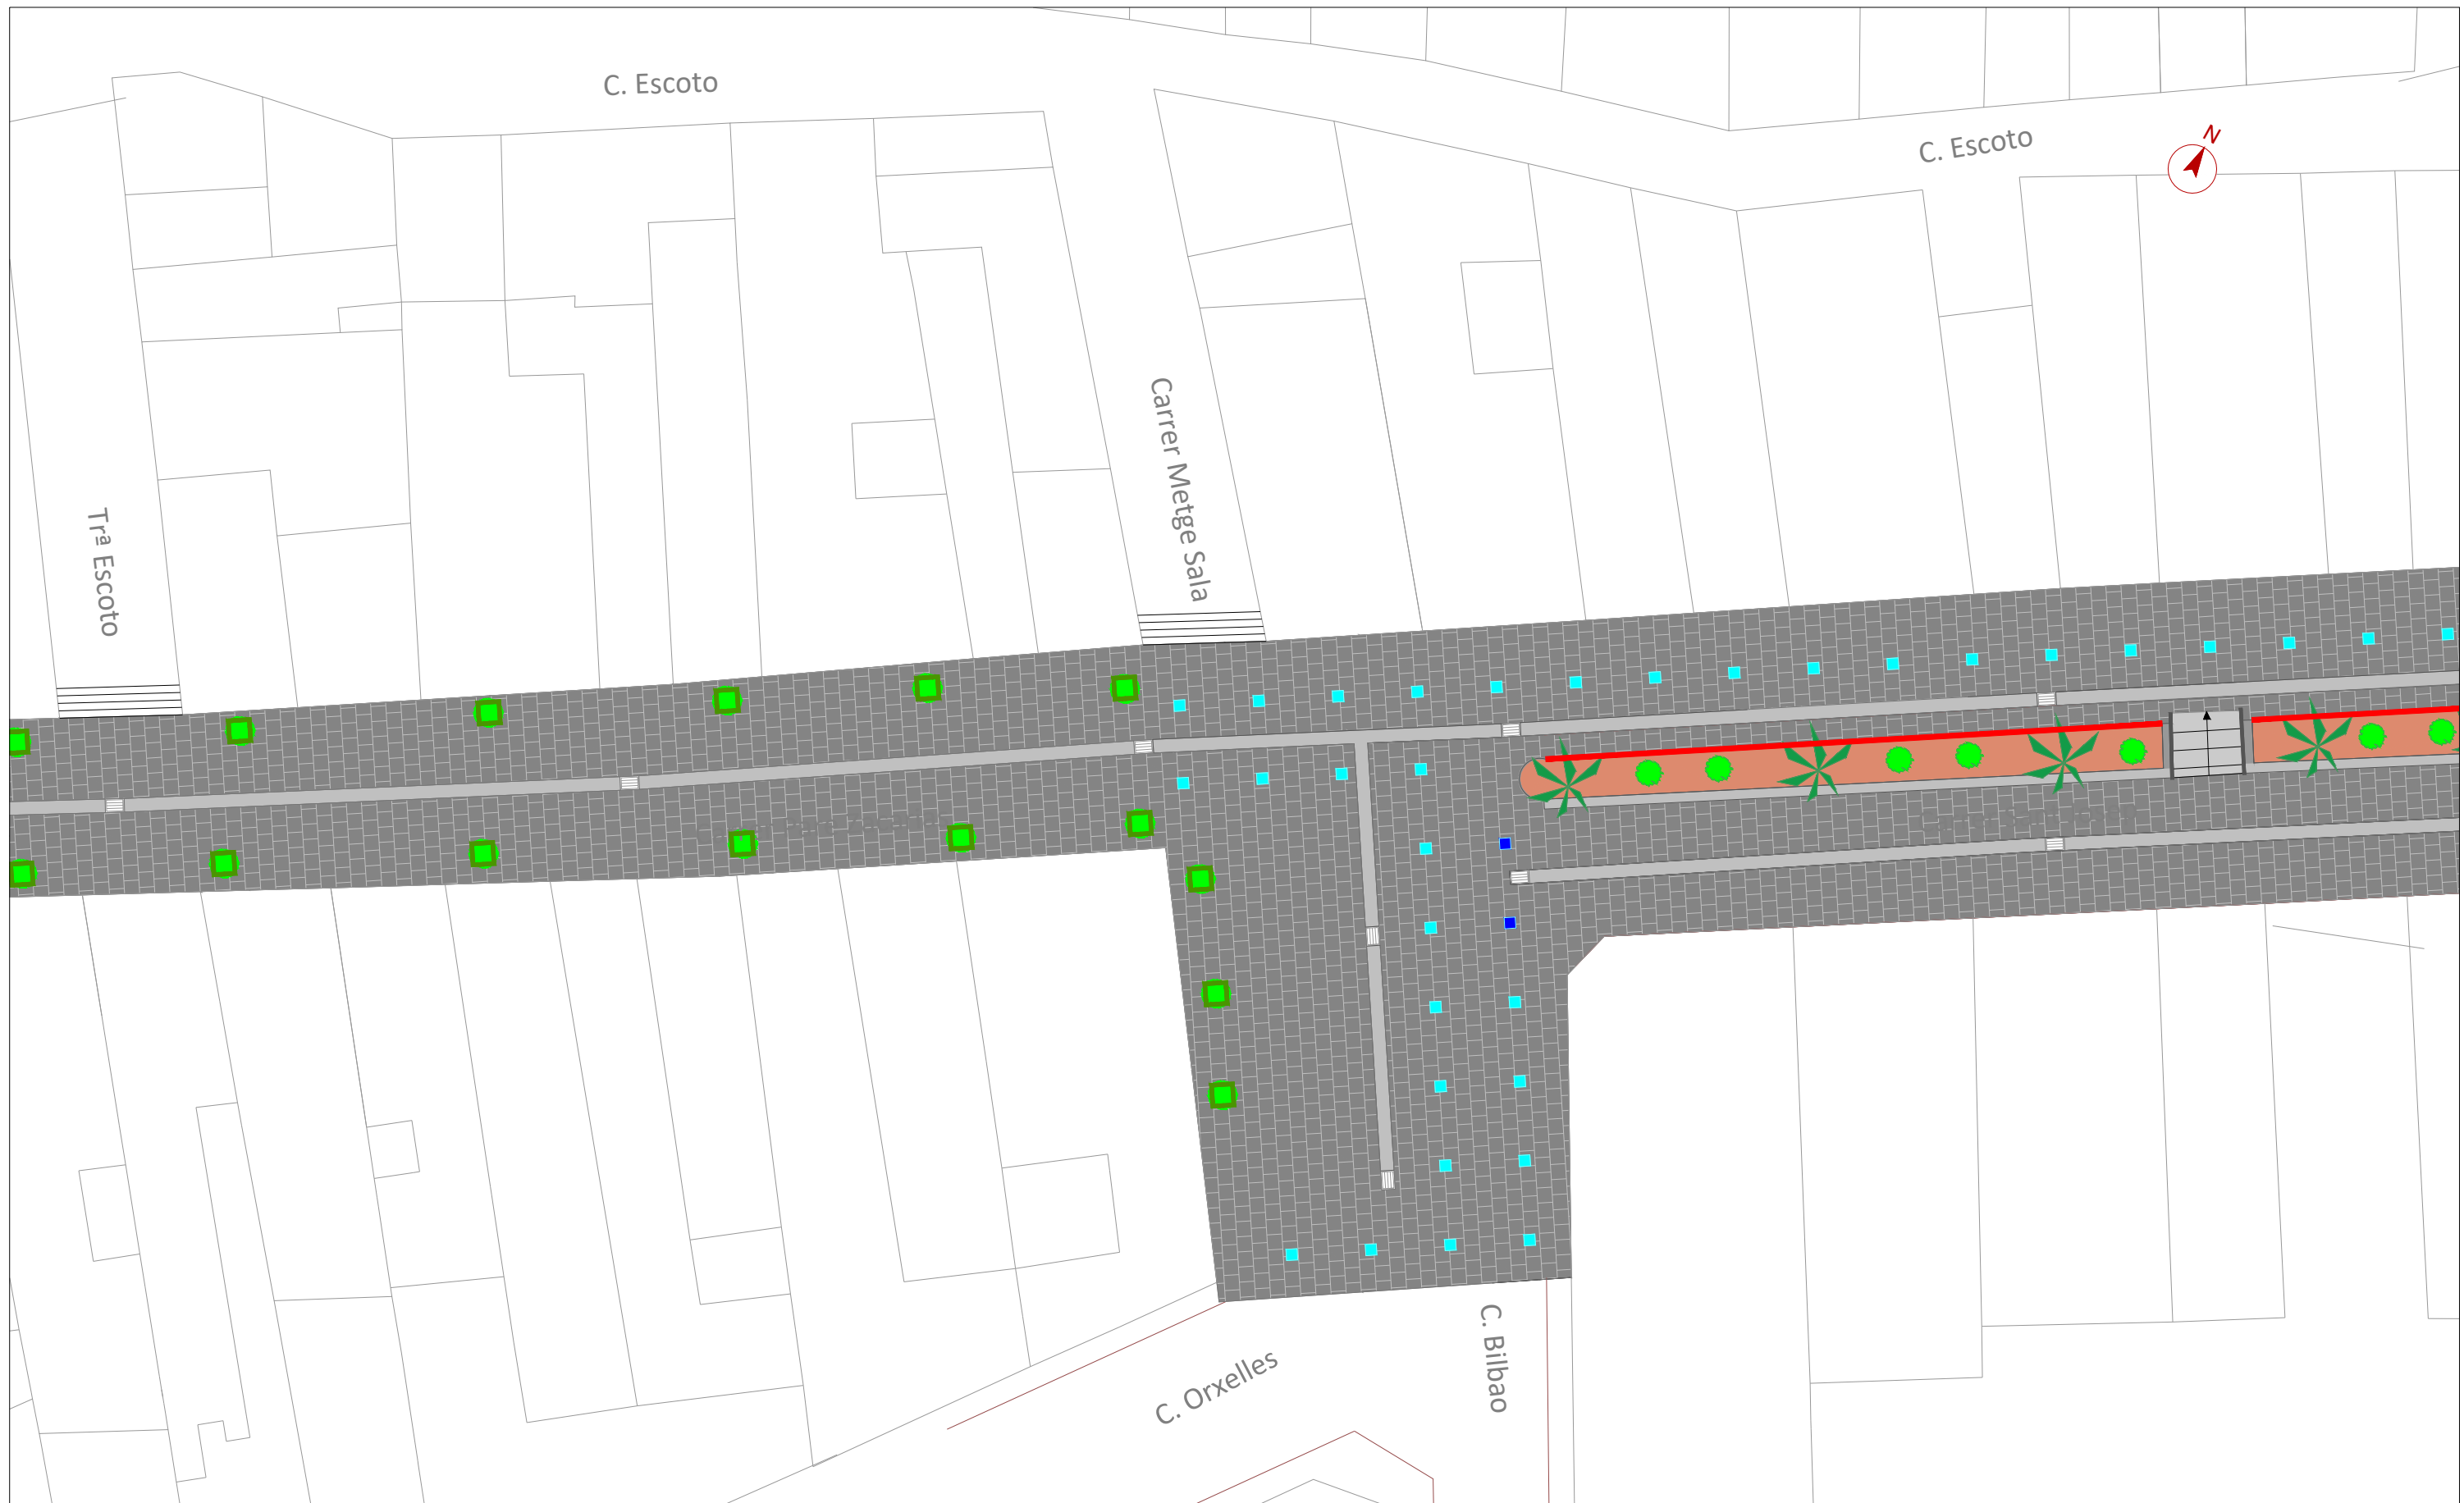 C. Escoto
N
C. Escoto
Carrer Metge Sala
Trª Escoto
C. Bilbao
C. Orxelles